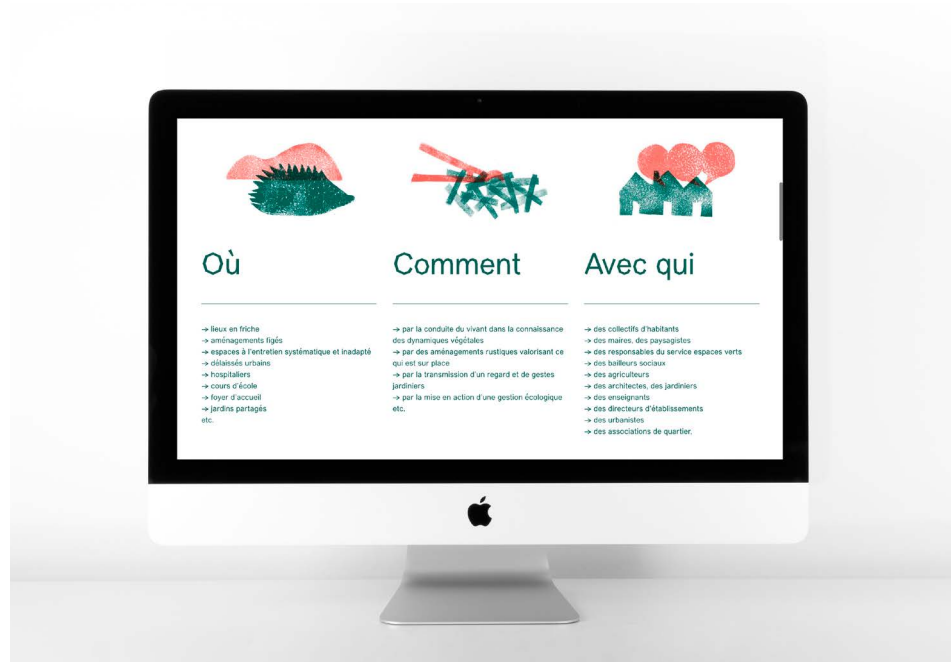 Où
→ lieux en friche
→ aménagements figés
→ espaces à l'entretien systématique et inadapté
→ délaissés urbains
→ hospitaliers
→ cours d'école
→ foyer d'accueil
→ jardins partagés
etc.
Comment
→ par la conduite du vivant dans la connaissance
des dynamiques végétales
→ par des aménagements rustiques valorisant ce
qui est sur place
→ par la transmission d'un regard et de gestes
jardiniers
→ par la mise en action d'une gestion écologique
etc.
Avec qui
→ des collectifs d'habitants
→ des maires, des paysagistes
→ des responsables du service espaces verts
→ des bailleurs sociaux
→ des agriculteurs
→ des architectes, des jardiniers
→ des enseignants
→ des directeurs d'établissements
→ des urbanistes
→ des associations de quartier,